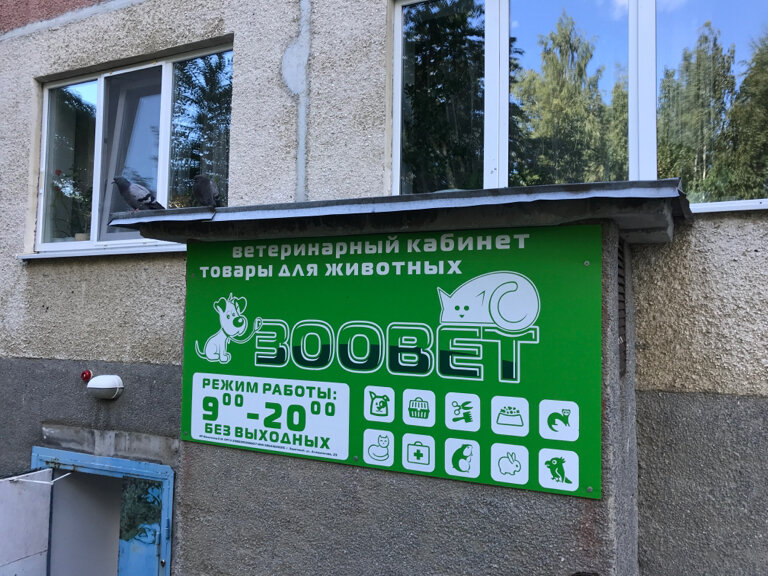 ветеринарный кабинет
товары для животных
ЗООВЕТ
РЕЖИМ РАБОТЫ:
9⁰⁰ - 20⁰⁰
БЕЗ ВЫХОДНЫХ